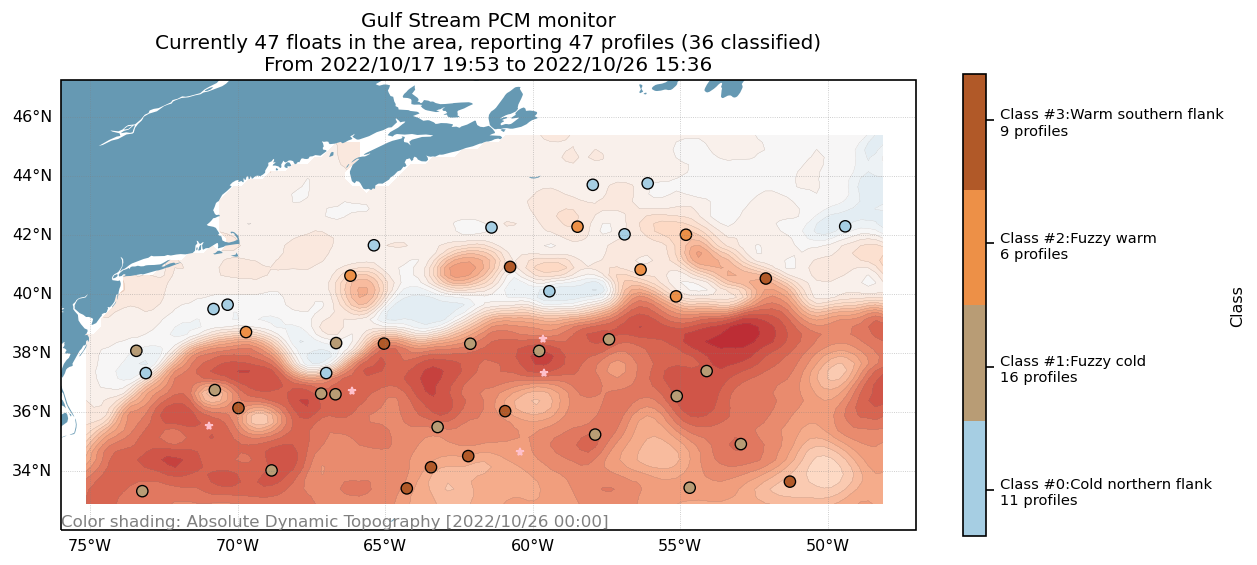 Gulf Stream PCM monitor
Currently 47 floats in the area, reporting 47 profiles (36 classified)
From 2022/10/17 19:53 to 2022/10/26 15:36
46°N
44°N
42°N
40°N
38°N
36°N
34°N
Color shading: Absolute Dynamic Topography [2022/10/26 00:00]
75°W
70°W
65°W
60°W
55°W
50°W
Class #3:Warm southern flank
9 profiles
Class #2:Fuzzy warm
6 profiles
Class #1:Fuzzy cold
16 profiles
Class #0:Cold northern flank
11 profiles
Class